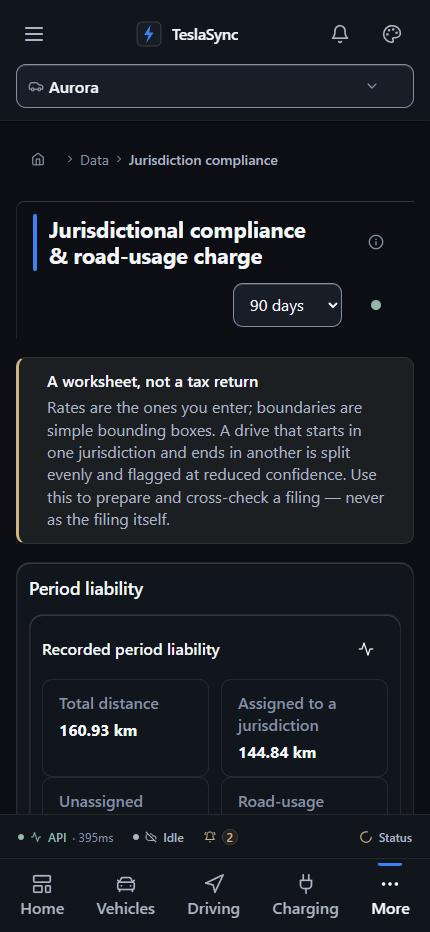 TeslaSync
Aurora
Data
Jurisdiction compliance
Jurisdictional compliance
& road-usage charge
90 days
A worksheet, not a tax return
Rates are the ones you enter; boundaries are
simple bounding boxes. A drive that starts in
one jurisdiction and ends in another is split
evenly and flagged at reduced confidence. Use
this to prepare and cross-check a filing — never
as the filing itself.
Period liability
Recorded period liability
Total distance
160.93 km
Assigned to a
jurisdiction
144.84 km
Unassigned
Road-usage
API · 395ms
Idle
2
Status
Home
Vehicles
Driving
Charging
More